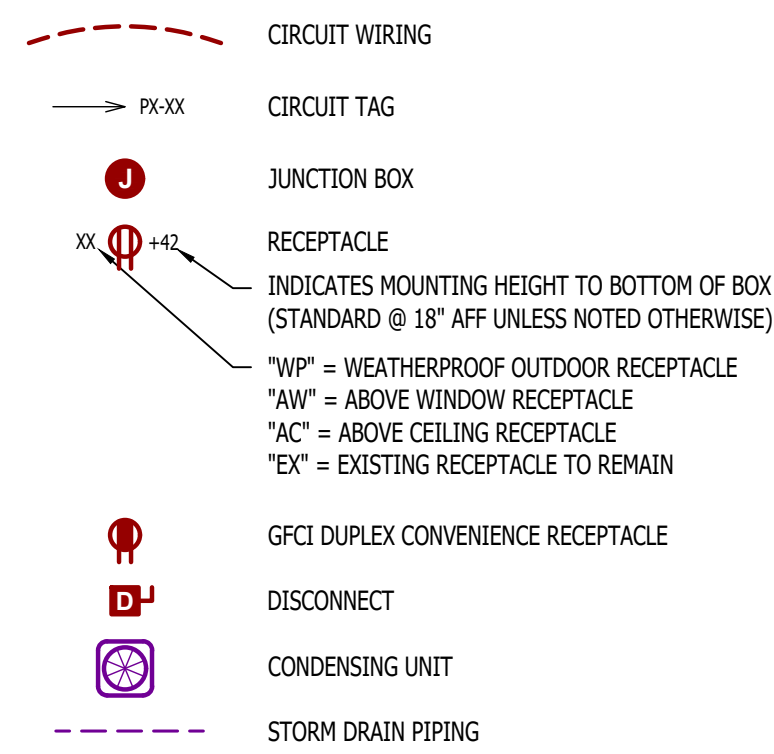 CIRCUIT WIRING
PX-XX CIRCUIT TAG
J JUNCTION BOX
XX +42 RECEPTACLE
INDICATES MOUNTING HEIGHT TO BOTTOM OF BOX
(STANDARD @ 18" AFF UNLESS NOTED OTHERWISE)
"WP" = WEATHERPROOF OUTDOOR RECEPTACLE
"AW" = ABOVE WINDOW RECEPTACLE
"AC" = ABOVE CEILING RECEPTACLE
"EX" = EXISTING RECEPTACLE TO REMAIN
GFCI DUPLEX CONVENIENCE RECEPTACLE
D DISCONNECT
CONDENSING UNIT
STORM DRAIN PIPING